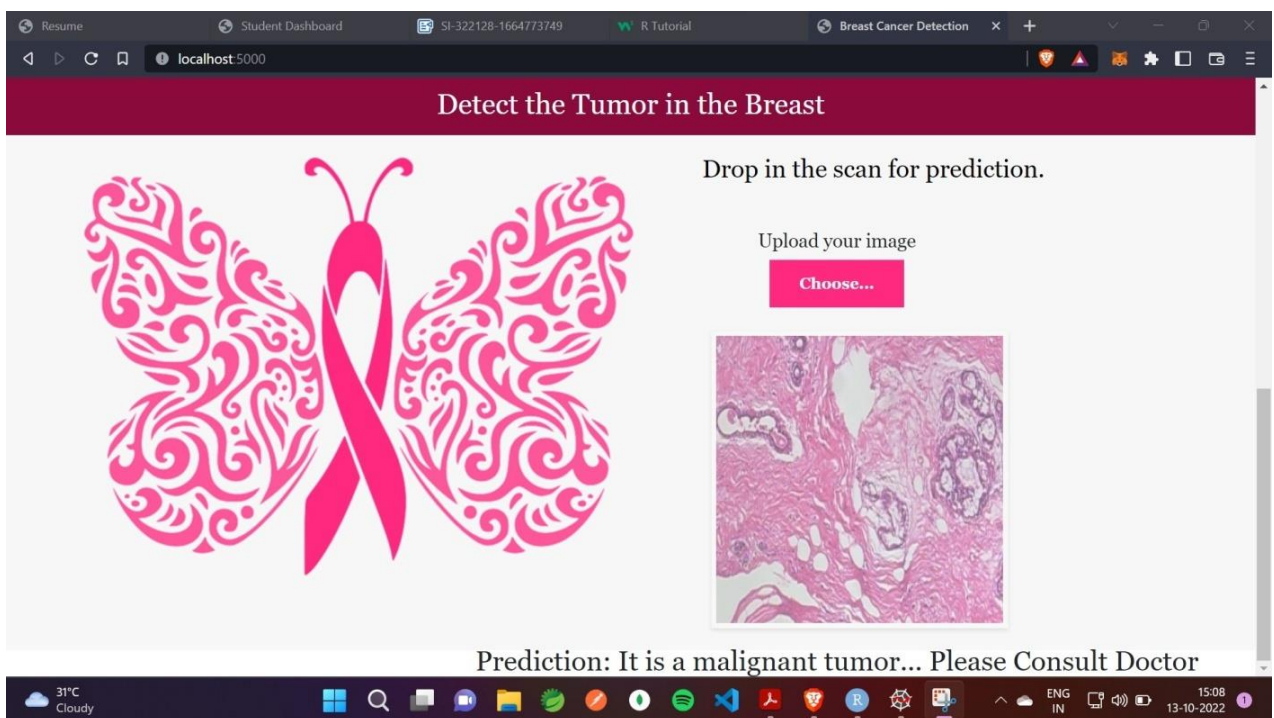 Resume
Student Dashboard
SI-322128-1664773749
R Tutorial
Breast Cancer Detection
localhost:5000
Detect the Tumor in the Breast
Drop in the scan for prediction.
Upload your image
Choose...
Prediction: It is a malignant tumor... Please Consult Doctor
31°C
Cloudy
ENG
IN
15:08
13-10-2022
1